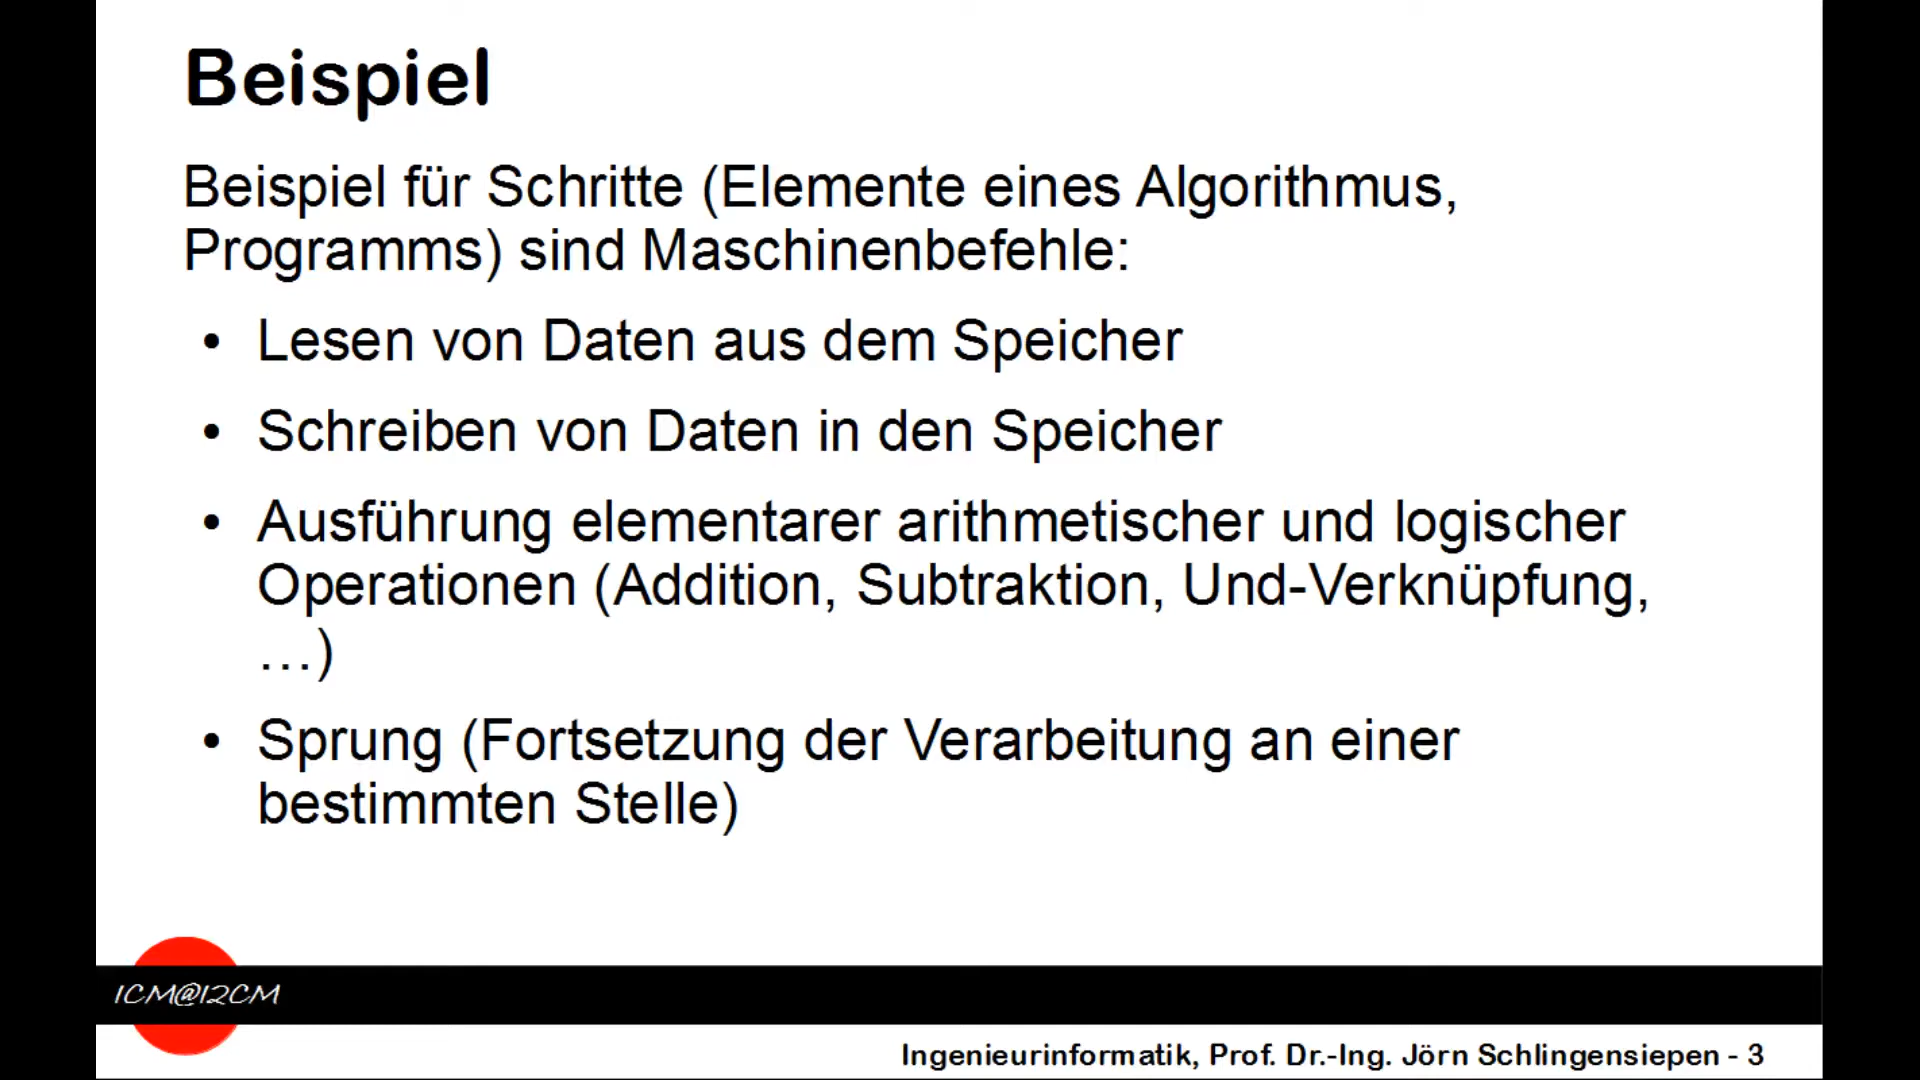 Beispiel
Beispiel für Schritte (Elemente eines Algorithmus,
Programms) sind Maschinenbefehle:
• Lesen von Daten aus dem Speicher
• Schreiben von Daten in den Speicher
• Ausführung elementarer arithmetischer und logischer
Operationen (Addition, Subtraktion, Und-Verknüpfung,
…)
• Sprung (Fortsetzung der Verarbeitung an einer
bestimmten Stelle)
ICM@I2CM
Ingenieurinformatik, Prof. Dr.-Ing. Jörn Schlingensiepen - 3